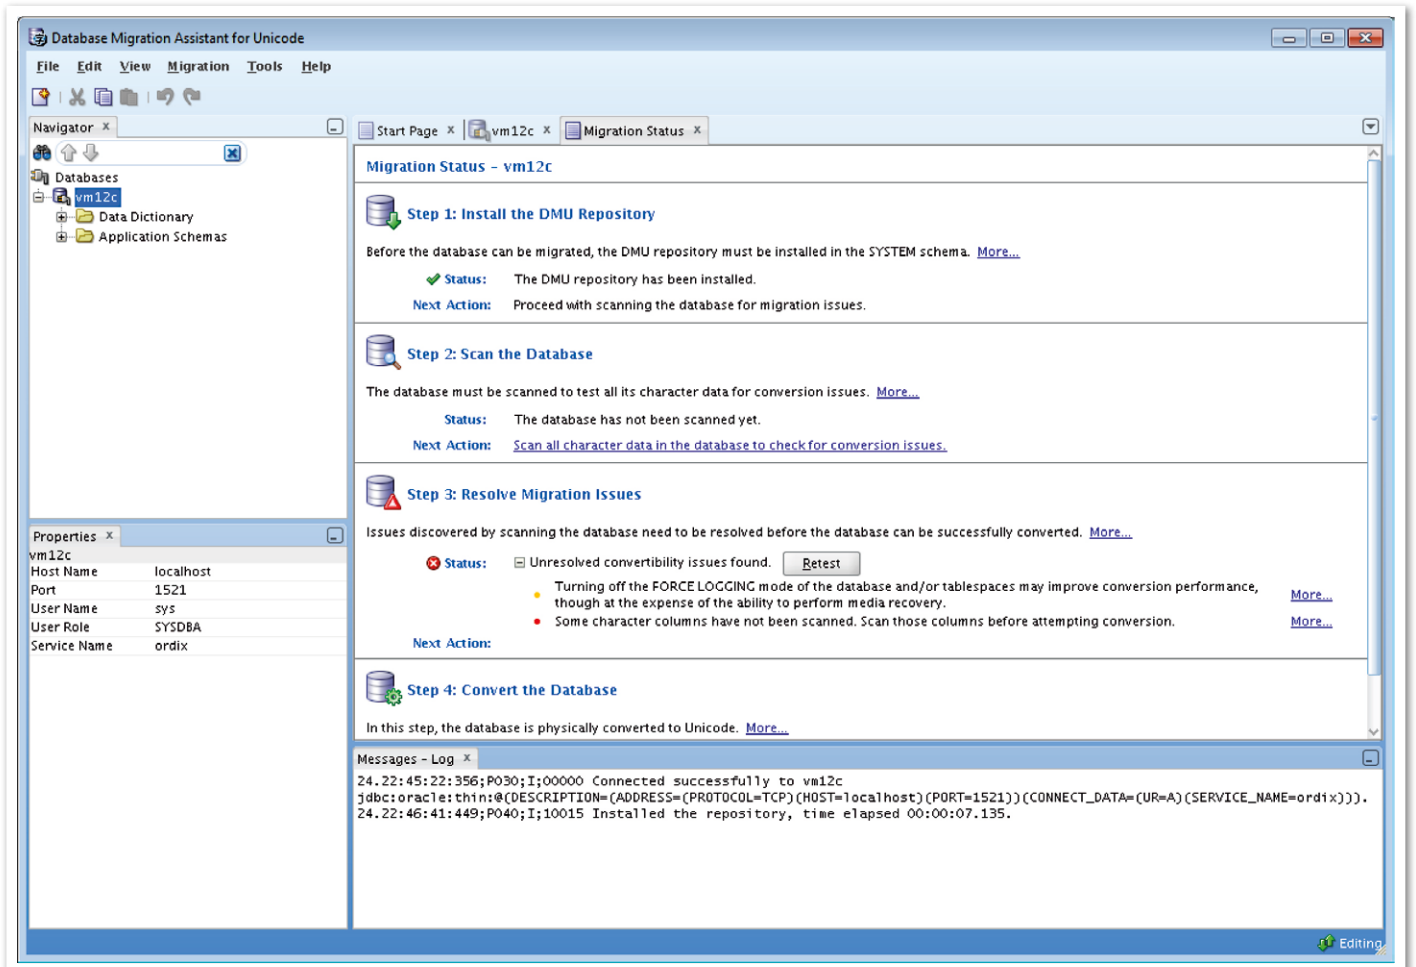 Database Migration Assistant for Unicode
File Edit View Migration Tools Help
Navigator x
Databases
vm12c
Data Dictionary
Application Schemas
Properties x
vm12c
Host Name localhost
Port 1521
User Name sys
User Role SYSDBA
Service Name ordix
Start Page x vm12c x Migration Status x
Migration Status - vm12c
Step 1: Install the DMU Repository
Before the database can be migrated, the DMU repository must be installed in the SYSTEM schema. More...
Status: The DMU repository has been installed.
Next Action: Proceed with scanning the database for migration issues.
Step 2: Scan the Database
The database must be scanned to test all its character data for conversion issues. More...
Status: The database has not been scanned yet.
Next Action: Scan all character data in the database to check for conversion issues.
Step 3: Resolve Migration Issues
Issues discovered by scanning the database need to be resolved before the database can be successfully converted. More...
Status: Unresolved convertibility issues found. Retest
Turning off the FORCE LOGGING mode of the database and/or tablespaces may improve conversion performance,
though at the expense of the ability to perform media recovery. More...
Some character columns have not been scanned. Scan those columns before attempting conversion. More...
Next Action:
Step 4: Convert the Database
In this step, the database is physically converted to Unicode. More...
Messages - Log x
24.22:45:22:356;P030;I;00000 Connected successfully to vm12c
jdbc:oracle:thin:@(DESCRIPTION=(ADDRESS=(PROTOCOL=TCP)(HOST=localhost)(PORT=1521))(CONNECT_DATA=(UR=A)(SERVICE_NAME=ordix))).
24.22:46:41:449;P040;I;10015 Installed the repository, time elapsed 00:00:07.135.
Editing